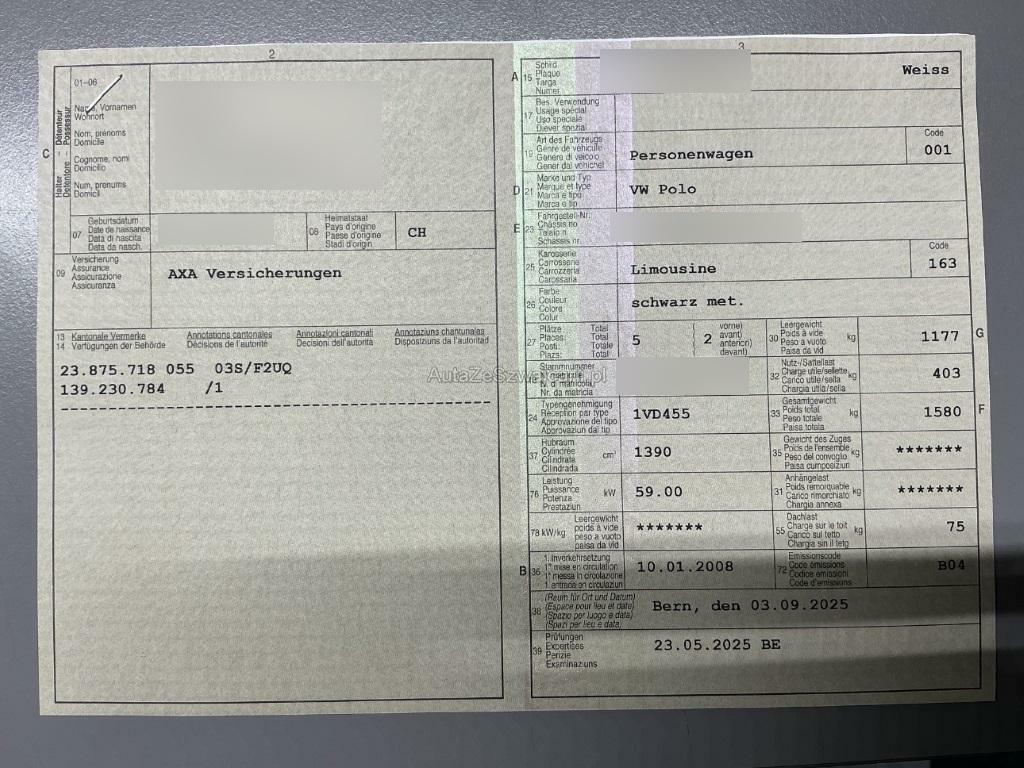 2
01-06
Name, Vornamen
Wohnort
Nom, prénoms
Domicile
Cognome, nomi
Domicilio
Num, prenums
Domicil
Halter Détenteur
Detentore Possessur
C
07
Geburtsdatum
Date de naissance
Data di nascita
Data da nasch.
08
Heimatstaat
Pays d'origine
Paese d'origine
Stadi d'origin
CH
09
Versicherung
Assurance
Assicurazione
Assicuranza
AXA Versicherungen
13 Kantonale Vermerke Annotations cantonales Annotazioni cantonali Annotaziuns chantunalas
14 Verfügungen der Behörde Décisions de l'autorité Decisioni dell'autorità Disposiziuns da l'autoritad
23.875.718 055 03S/F2UQ
139.230.784 /1
AutaZeSzwajcarii.pl
3
A 15
Schild
Plaque
Targa
Numer
Weiss
17
Bes. Verwendung
Usage spécial
Uso speciale
Diever spezial
19
Art des Fahrzeugs
Genre de véhicule
Genere di veicolo
Gener dal vehichel
Personenwagen
Code
001
D 21
Marke und Typ
Marque et type
Marca e tipo
Marca e tip
VW Polo
E 23
Fahrgestell-Nr.
Châssis no
Telaio n.
Schassis nr.
25
Karosserie
Carrosserie
Carrozzeria
Carossaria
Limousine
Code
163
26
Farbe
Couleur
Colore
Colur
schwarz met.
27
Plätze Total
Places: Total
Posti: Totale
Plazs: Total
5
vorne)
avant)
anteriori)
davant)
2
30
Leergewicht
Poids à vide
Peso a vuoto
Paisa da vid
kg
1177
G
Stammnummer
N° matricule
N. di matricola
Nr. da matricla
32
Nutz-/Sattellast
Charge utile/sellette
Carico utile/sella
Chargia utila/sella
kg
403
24
Typengenehmigung
Réception par type
Approvazione del tipo
Approvaziun dal tip
1VD455
33
Gesamtgewicht
Poids total
Peso totale
Paisa totala
kg
1580
F
37
Hubraum
Cylindrée
Cilindrata
Cilindrada
cm³
1390
35
Gewicht des Zuges
Poids de l'ensemble
Peso del convoglio
Paisa cumposiziun
kg
*******
76
Leistung
Puissance
Potenza
Prestaziun
kW
59.00
31
Anhängelast
Poids remorquable
Carico rimorchiato
Chargia annexa
kg
*******
78 kW/kg
Leergewicht
poids à vide
peso a vuoto
paisa da vid
*******
55
Dachlast
Charge sur le toit
Carico sul tetto
Chargia sin il tetg
kg
75
B 36
1. Inverkehrsetzung
1re mise en circulation
1a messa in circolazione
1. entrada en circulaziun
10.01.2008
72
Emissionscode
Code émissions
Codice emissioni
Code d'emissiuns
B04
38
(Raum für Ort und Datum)
(Espace pour lieu et date)
(Spazio per luogo e data)
(Spazi per lieu e data)
Bern, den 03.09.2025
39
Prüfungen
Expertises
Perizie
Examinaziuns
23.05.2025 BE